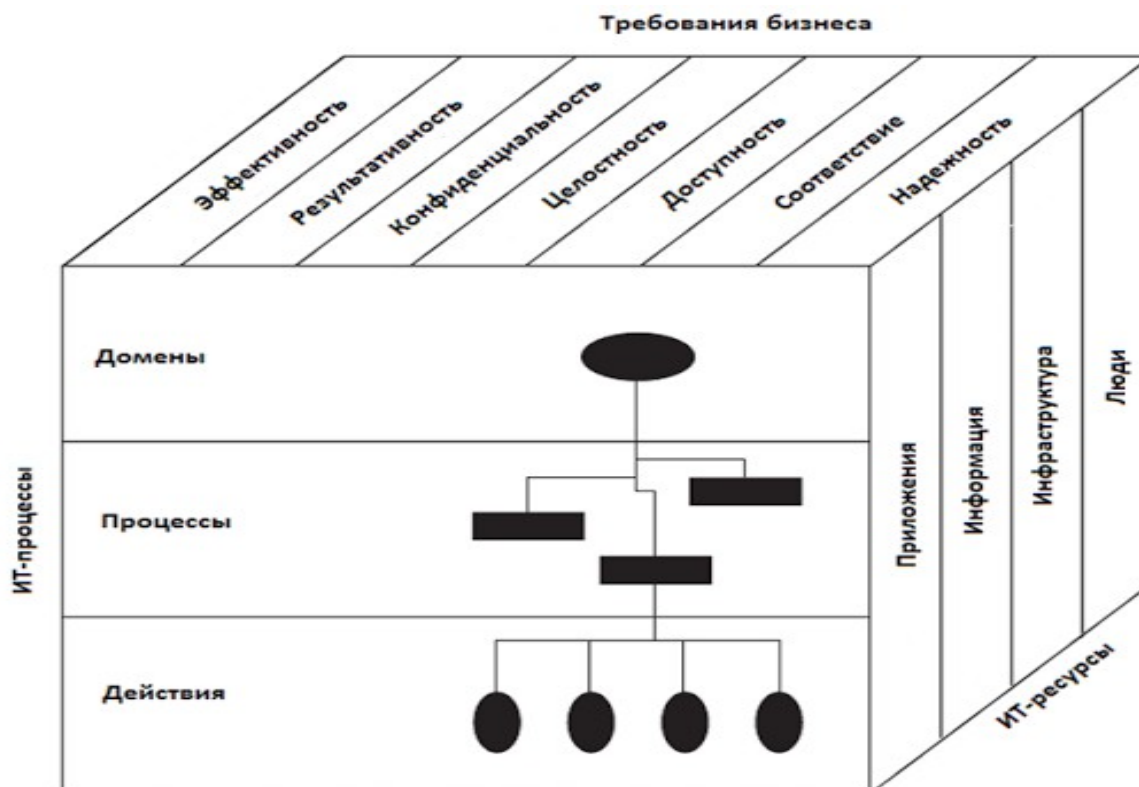 Требования бизнеса
Эффективность
Результативность
Конфиденциальность
Целостность
Доступность
Соответствие
Надежность
ИТ-процессы
Домены
Процессы
Действия
Приложения
Информация
Инфраструктура
Люди
ИТ-ресурсы